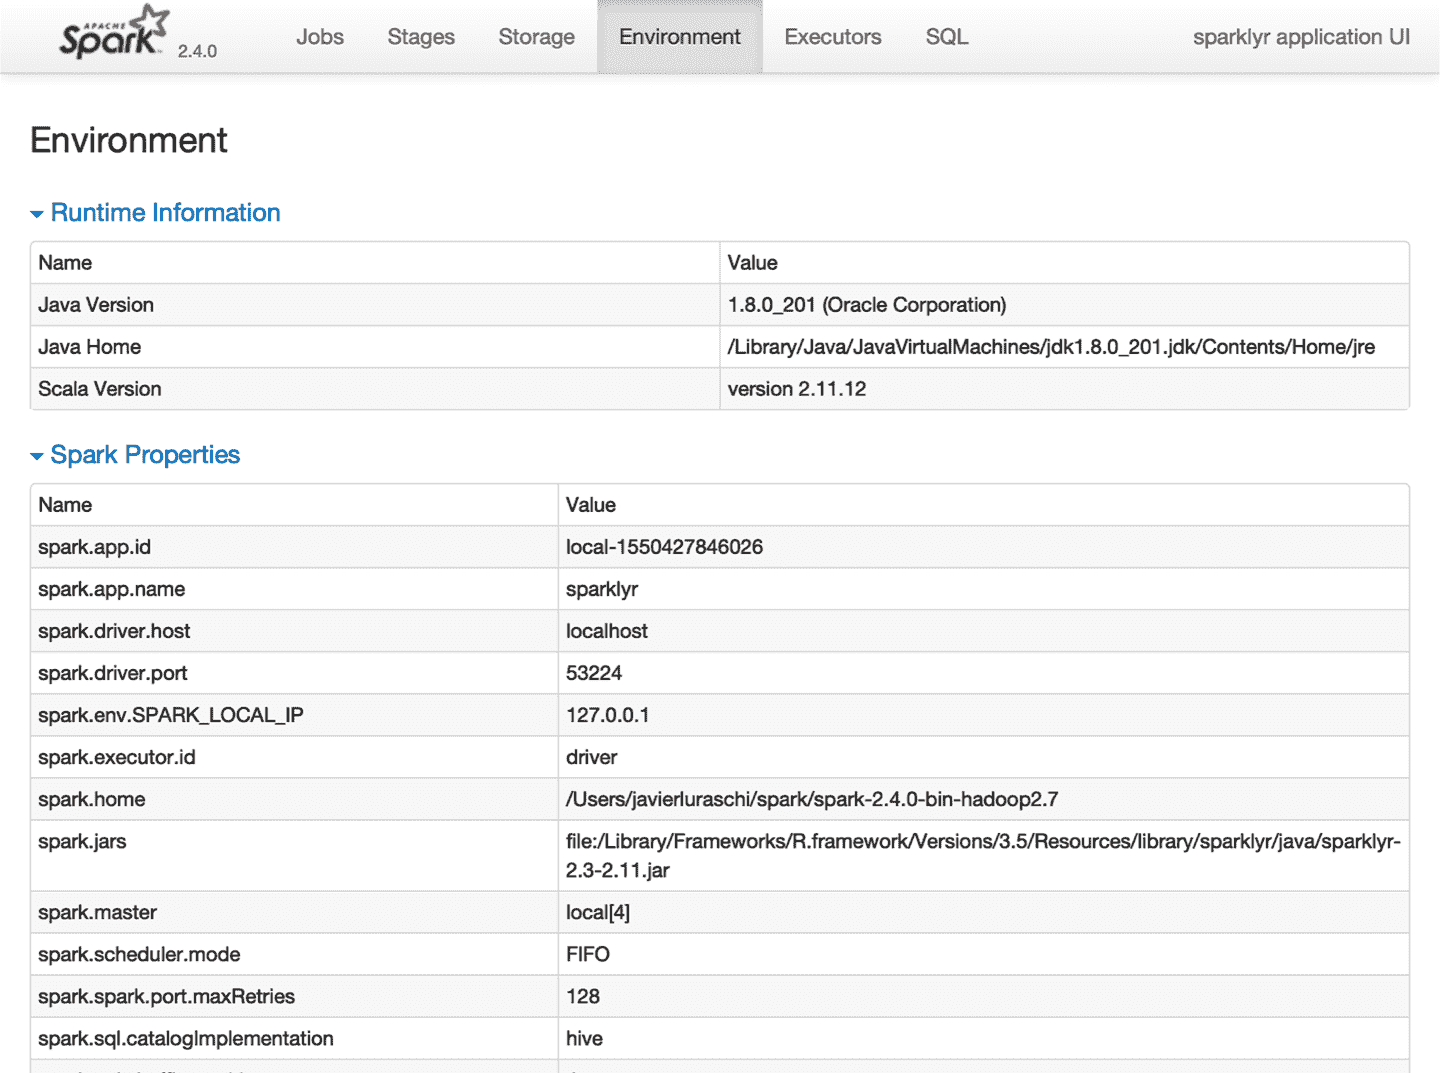 APACHE
Spark 2.4.0 Jobs Stages Storage Environment Executors SQL sparklyr application UI
Environment
Runtime Information
Name Value
Java Version 1.8.0_201 (Oracle Corporation)
Java Home /Library/Java/JavaVirtualMachines/jdk1.8.0_201.jdk/Contents/Home/jre
Scala Version version 2.11.12
Spark Properties
Name Value
spark.app.id local-1550427846026
spark.app.name sparklyr
spark.driver.host localhost
spark.driver.port 53224
spark.env.SPARK_LOCAL_IP 127.0.0.1
spark.executor.id driver
spark.home /Users/javierluraschi/spark/spark-2.4.0-bin-hadoop2.7
spark.jars file:/Library/Frameworks/R.framework/Versions/3.5/Resources/library/sparklyr/java/sparklyr-
2.3-2.11.jar
spark.master local[4]
spark.scheduler.mode FIFO
spark.spark.port.maxRetries 128
spark.sql.catalogImplementation hive